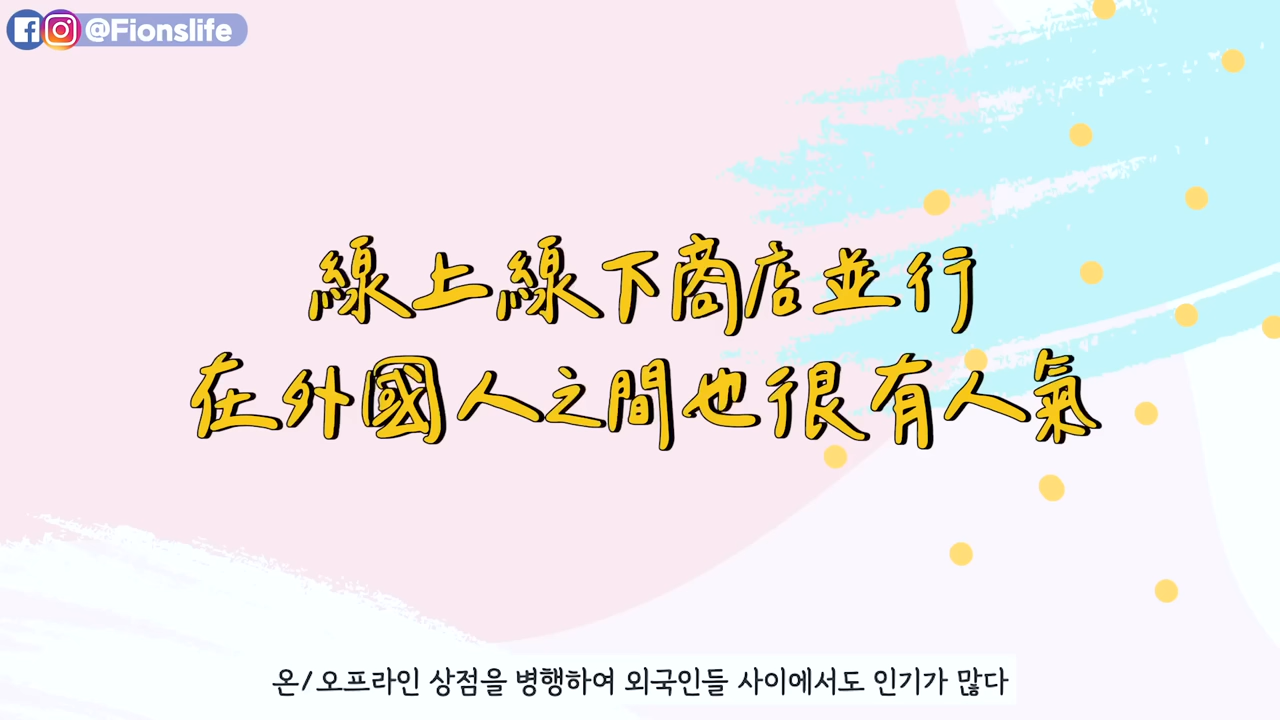 @Fionslife
線上線下商店並行
在外國人之間也很有人氣
온/오프라인 상점을 병행하여 외국인들 사이에서도 인기가 많다